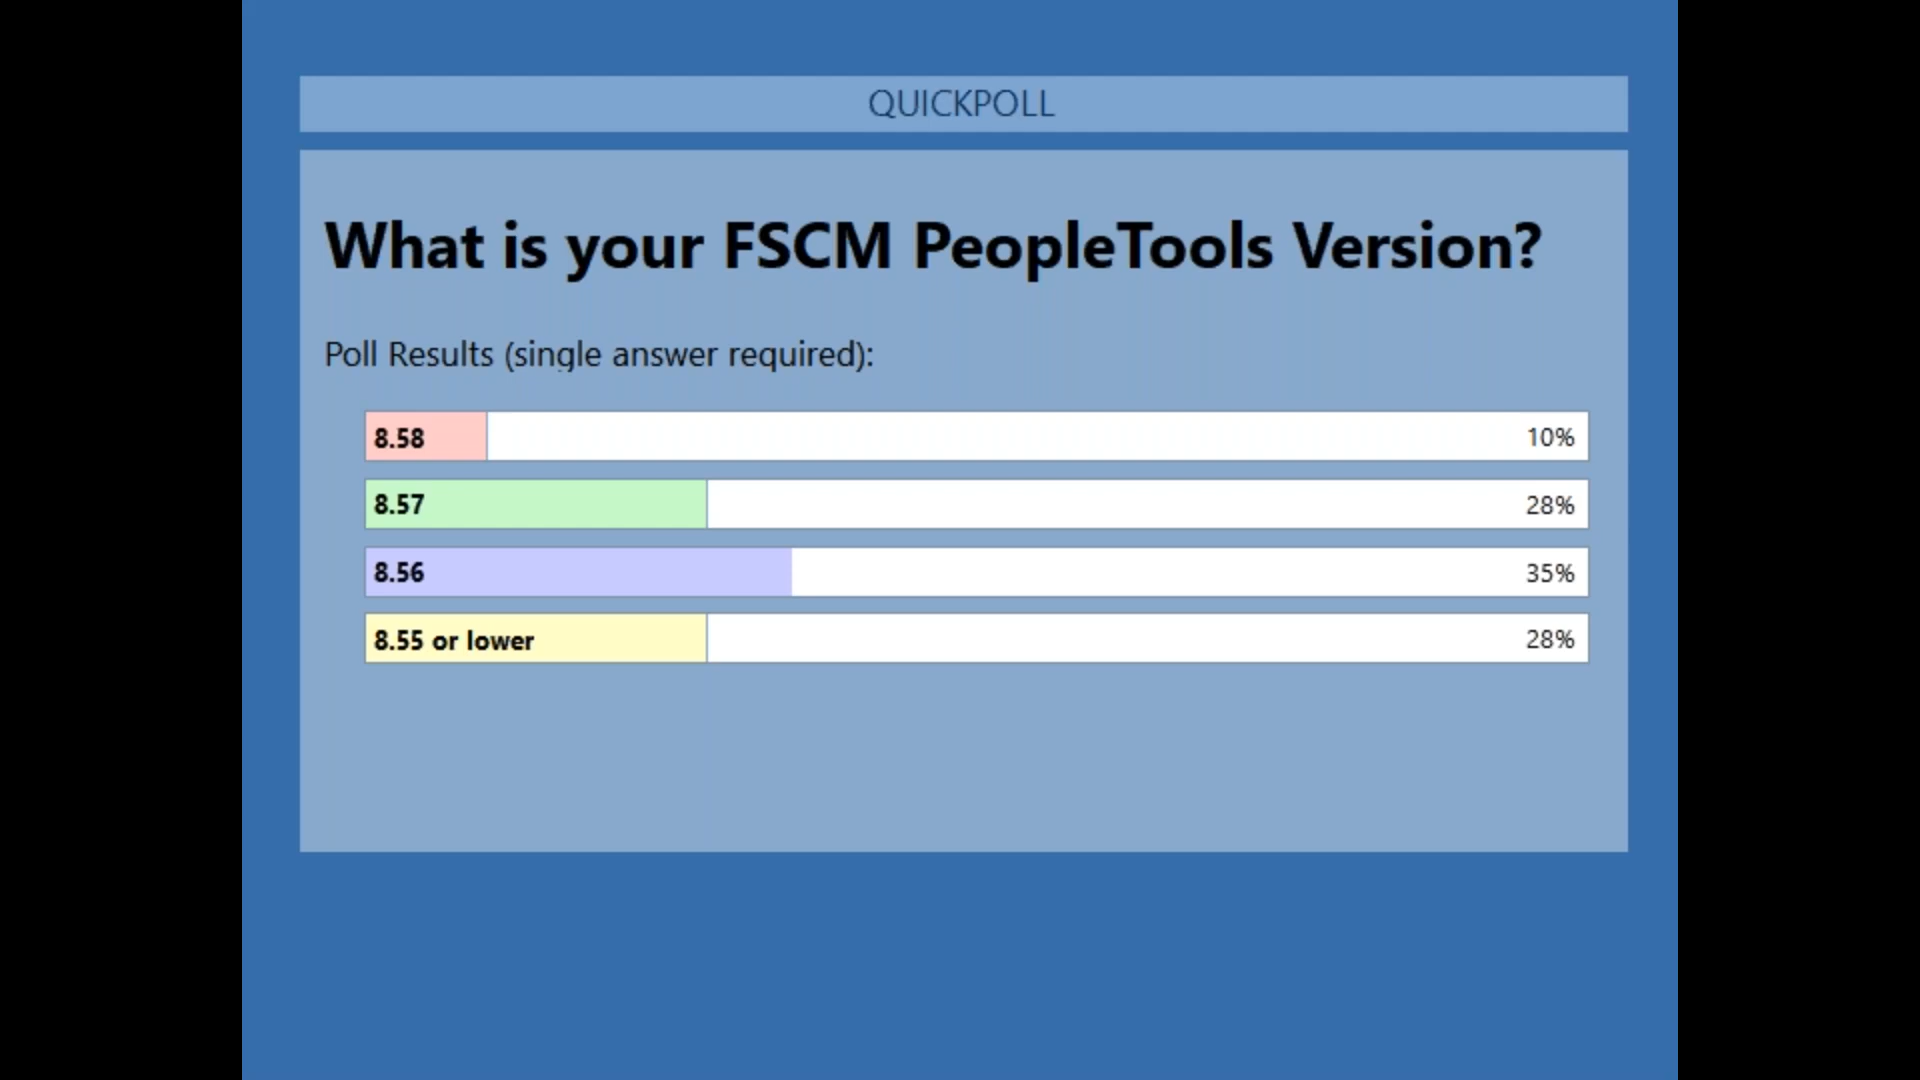 QUICKPOLL
What is your FSCM PeopleTools Version?
Poll Results (single answer required):
8.58 10%
8.57 28%
8.56 35%
8.55 or lower 28%